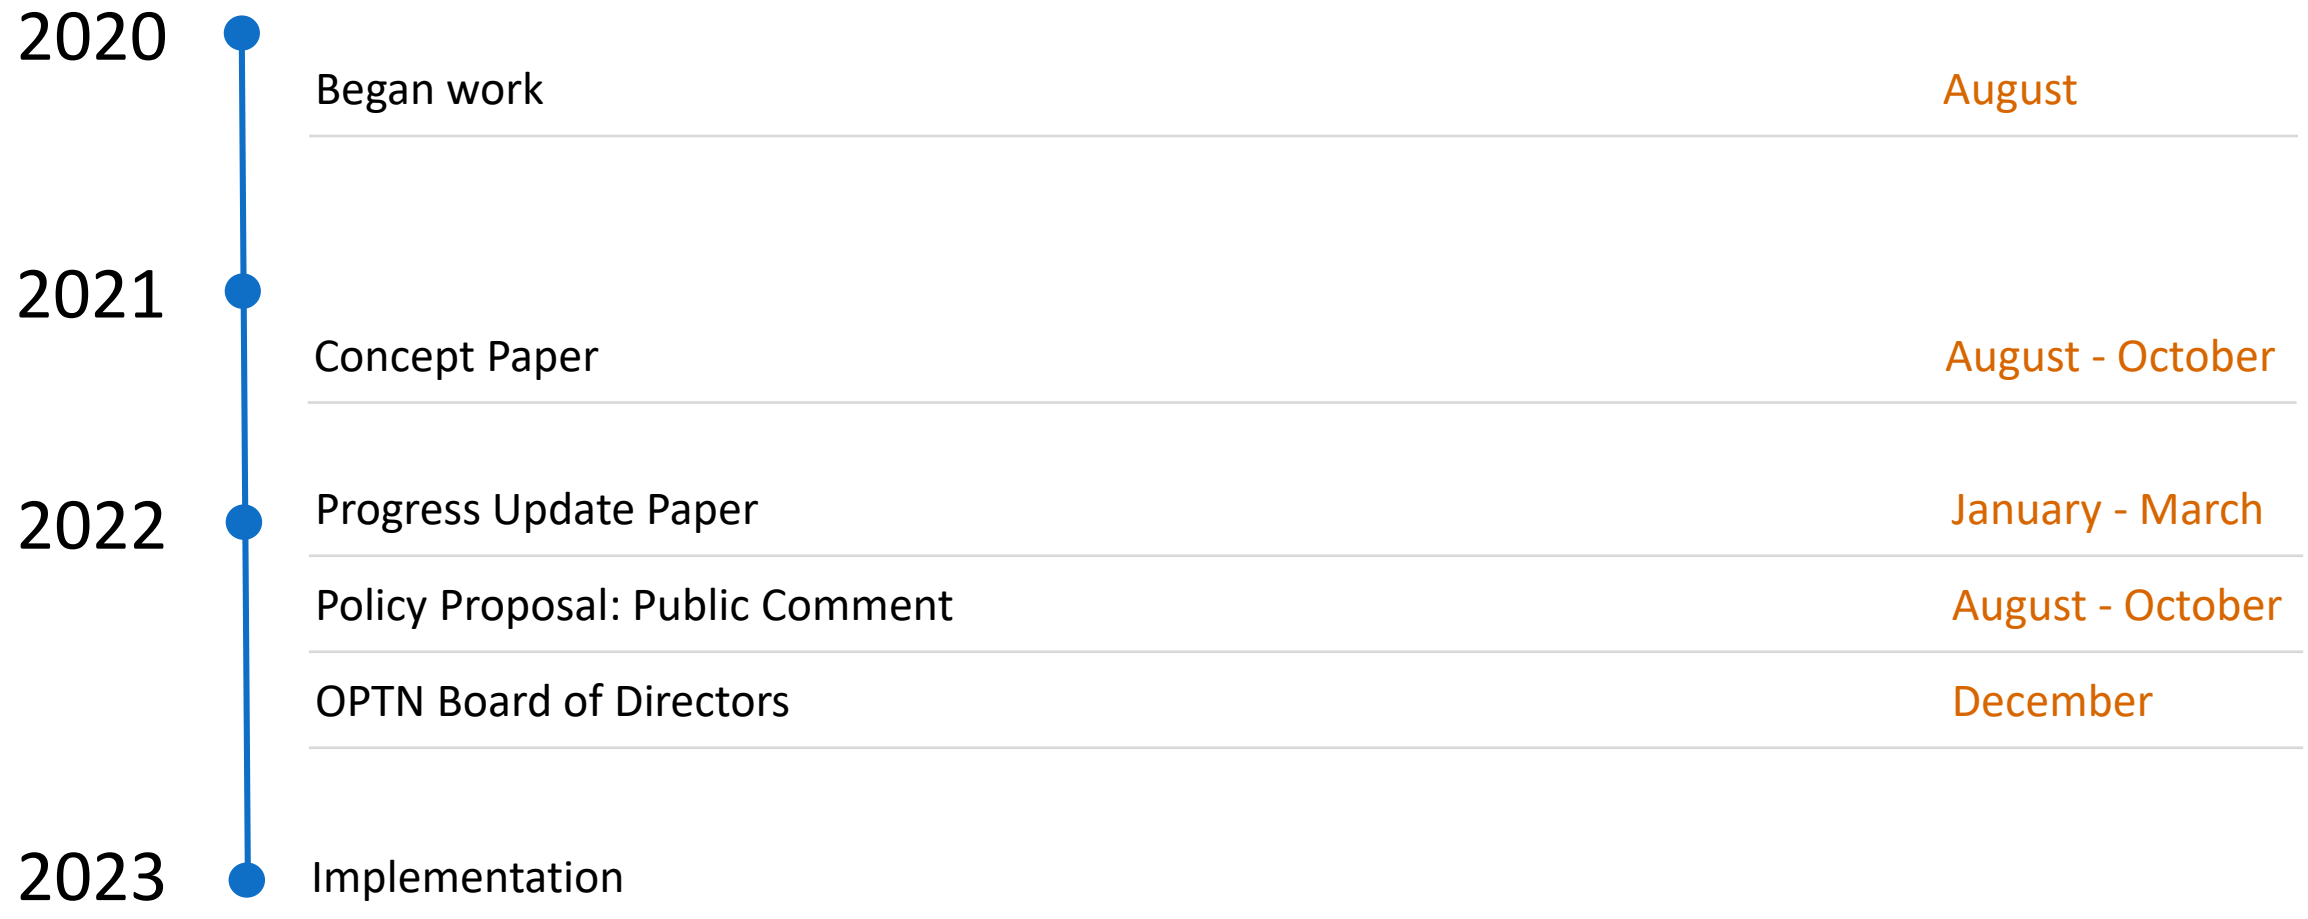 2020
Began work August
2021
Concept Paper August - October
2022 Progress Update Paper January - March
Policy Proposal: Public Comment August - October
OPTN Board of Directors December
2023 Implementation